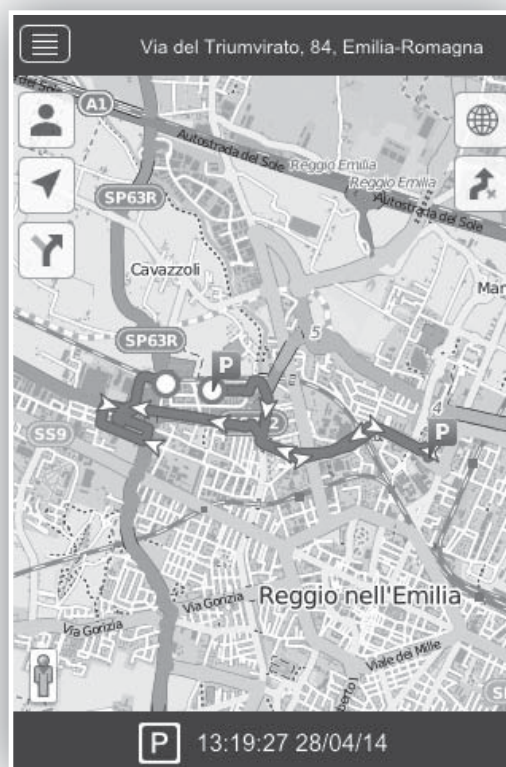 Via del Triumvirato, 84, Emilia-Romagna
A1
Autostrada del Sole
Reggio Emilia
Reggio Emilia
Autostrada del Sole
SP63R
Cavazzoli
Mar
SP63R
5
P
4
SS9
2
P
Reggio nell'Emilia
Via Gorizia
Via Gorizia
Viale dei Mille
P 13:19:27 28/04/14